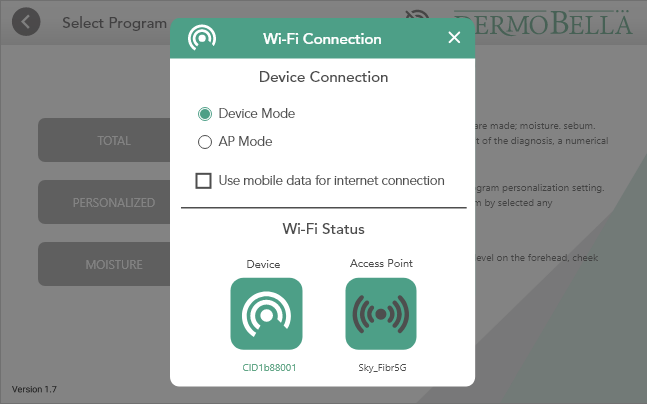 Select Program
DERMOBELLA
Wi-Fi Connection
Device Connection
Device Mode
AP Mode
Use mobile data for internet connection
Wi-Fi Status
Device
Access Point
CID1b88001
Sky_Fibr5G
TOTAL
are made; moisture. sebum.
t of the diagnosis, a numerical
PERSONALIZED
gram personalization setting.
m by selected any
MOISTURE
level on the forehead, cheek
Version 1.7